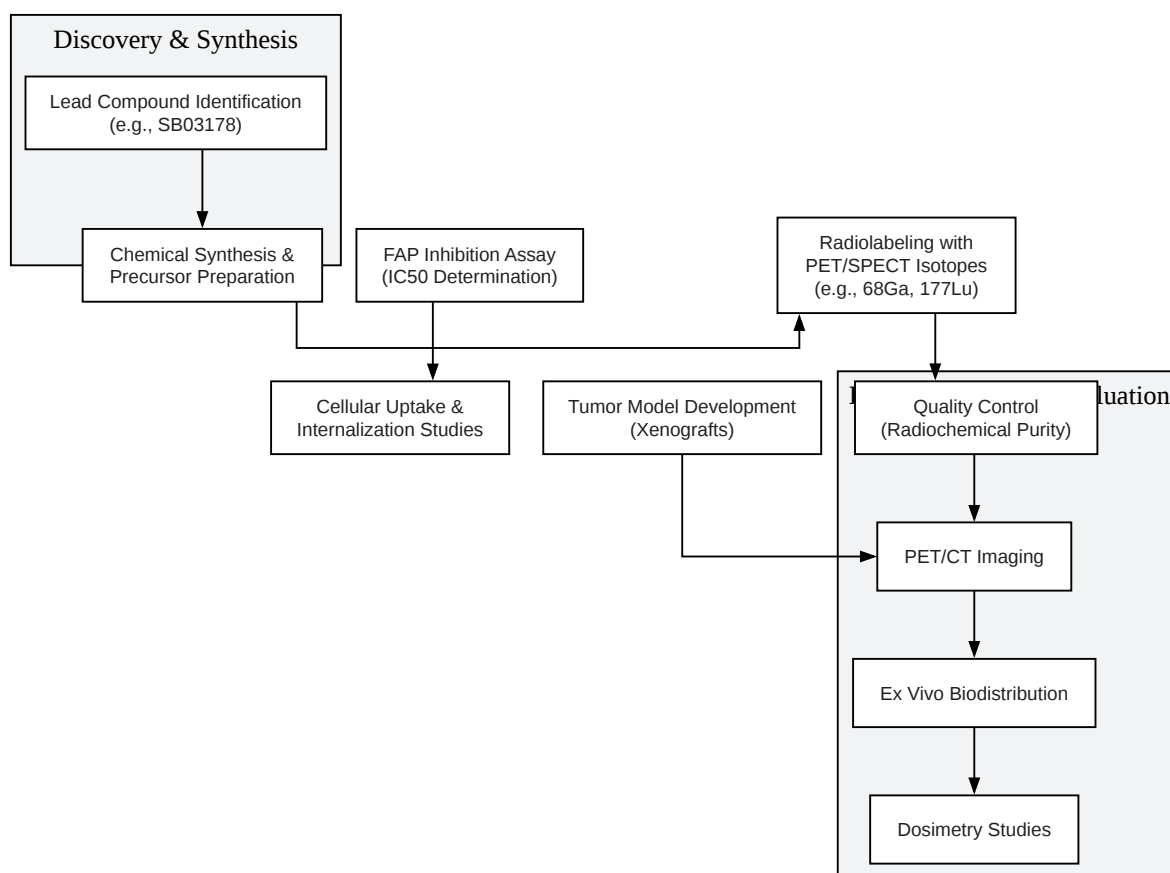 Discovery & Synthesis
Lead Compound Identification
(e.g., SB03178)
Chemical Synthesis &
Precursor Preparation
FAP Inhibition Assay
(IC50 Determination)
Radiolabeling with
PET/SPECT Isotopes
(e.g., 68Ga, 177Lu)
Cellular Uptake &
Internalization Studies
Tumor Model Development
(Xenografts)
Quality Control
(Radiochemical Purity)
PET/CT Imaging
Ex Vivo Biodistribution
Dosimetry Studies